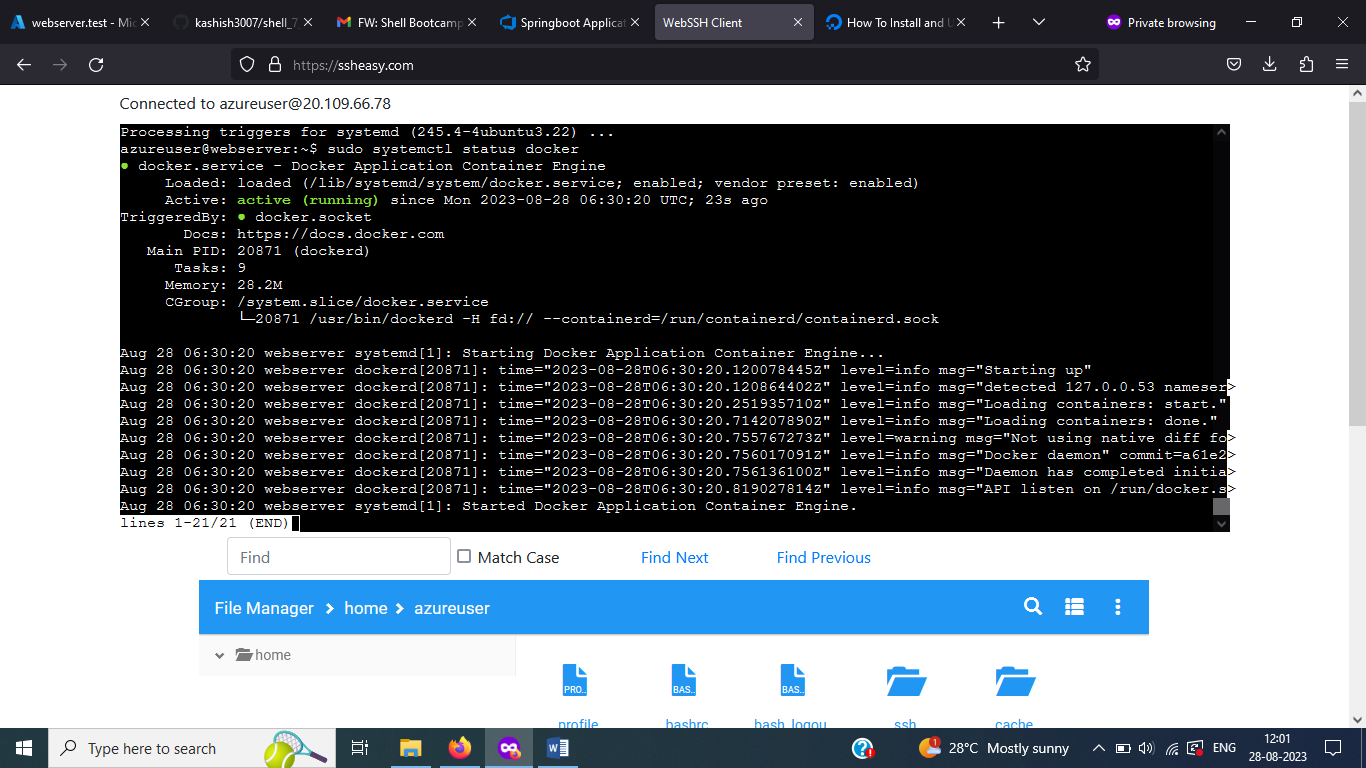 webserver.test - Mic
kashish3007/shell_7
FW: Shell Bootcamp
Springboot Applicat
WebSSH Client
How To Install and U
Private browsing
https://ssheasy.com
Connected to azureuser@20.109.66.78
Processing triggers for systemd (245.4-4ubuntu3.22) ...
azureuser@webserver:~$ sudo systemctl status docker
● docker.service - Docker Application Container Engine
Loaded: loaded (/lib/systemd/system/docker.service; enabled; vendor preset: enabled)
Active: active (running) since Mon 2023-08-28 06:30:20 UTC; 23s ago
TriggeredBy: ● docker.socket
Docs: https://docs.docker.com
Main PID: 20871 (dockerd)
Tasks: 9
Memory: 28.2M
CGroup: /system.slice/docker.service
└─20871 /usr/bin/dockerd -H fd:// --containerd=/run/containerd/containerd.sock
Aug 28 06:30:20 webserver systemd[1]: Starting Docker Application Container Engine...
Aug 28 06:30:20 webserver dockerd[20871]: time="2023-08-28T06:30:20.120078445Z" level=info msg="Starting up"
Aug 28 06:30:20 webserver dockerd[20871]: time="2023-08-28T06:30:20.120864402Z" level=info msg="detected 127.0.0.53 nameser>
Aug 28 06:30:20 webserver dockerd[20871]: time="2023-08-28T06:30:20.251935710Z" level=info msg="Loading containers: start."
Aug 28 06:30:20 webserver dockerd[20871]: time="2023-08-28T06:30:20.714207890Z" level=info msg="Loading containers: done."
Aug 28 06:30:20 webserver dockerd[20871]: time="2023-08-28T06:30:20.755767273Z" level=warning msg="Not using native diff fo>
Aug 28 06:30:20 webserver dockerd[20871]: time="2023-08-28T06:30:20.756017091Z" level=info msg="Docker daemon" commit=a61e2>
Aug 28 06:30:20 webserver dockerd[20871]: time="2023-08-28T06:30:20.756136100Z" level=info msg="Daemon has completed initia>
Aug 28 06:30:20 webserver dockerd[20871]: time="2023-08-28T06:30:20.819027814Z" level=info msg="API listen on /run/docker.s>
Aug 28 06:30:20 webserver systemd[1]: Started Docker Application Container Engine.
lines 1-21/21 (END)
Find
Match Case
Find Next
Find Previous
File Manager > home > azureuser
home
PRO..
BAS..
BAS..
profile
bashrc
bash_logou
ssh
cache
Type here to search
1
28°C Mostly sunny
ENG
12:01
28-08-2023